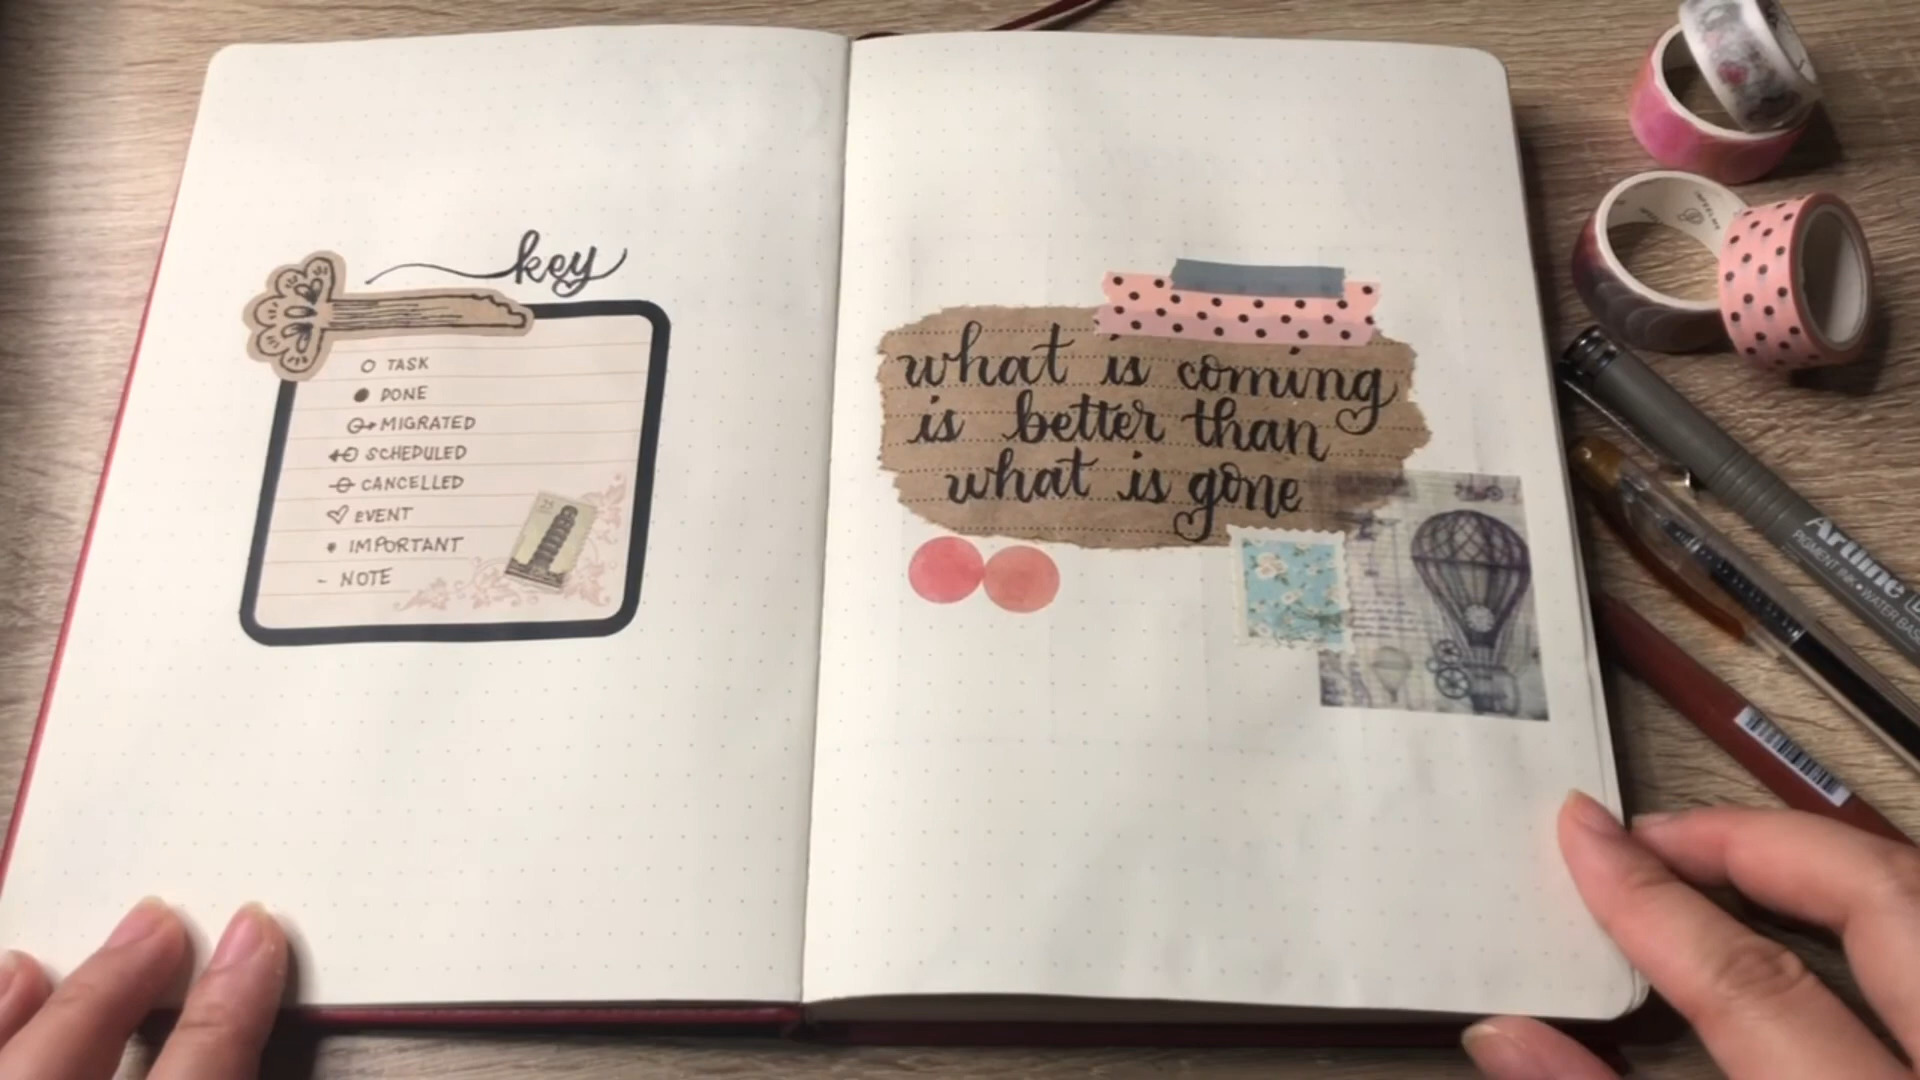 key
TASK
DONE
MIGRATED
SCHEDULED
CANCELLED
EVENT
IMPORTANT
- NOTE
what is coming
is better than
what is gone
Artline
PIGMENT INK • WATER BAS